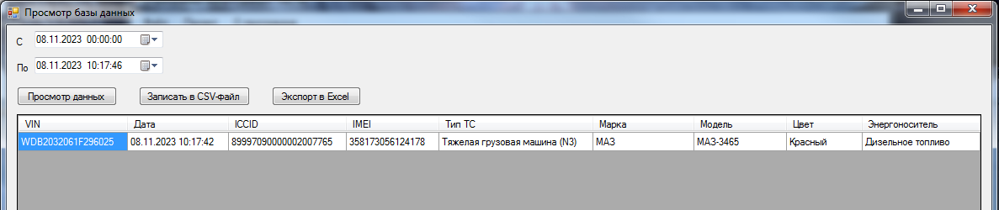 Просмотр базы данных
С 08.11.2023 00:00:00
По 08.11.2023 10:17:46
Просмотр данных Записать в CSV-файл Экспорт в Excel
VIN Дата ICCID IMEI Тип ТС Марка Модель Цвет Энергоноситель
WDB2032061F296025 08.11.2023 10:17:42 89997090000002007765 358173056124178 Тяжелая грузовая машина (N3) МАЗ МАЗ-3465 Красный Дизельное топливо